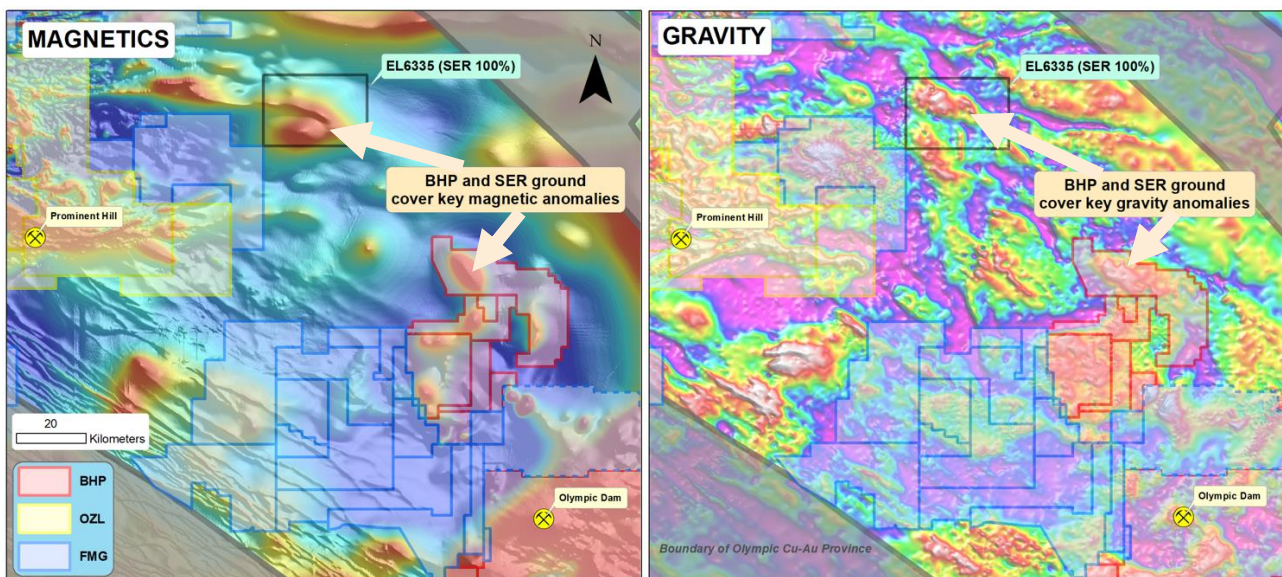 MAGNETICS
N
EL6335 (SER 100%)
BHP and SER ground
cover key magnetic anomalies
Prominent Hill
20
Kilometers
BHP
OZL
FMG
Olympic Dam
GRAVITY
EL6335 (SER 100%)
BHP and SER ground
cover key gravity anomalies
Prominent Hill
Olympic Dam
Boundary of Olympic Cu-Au Province